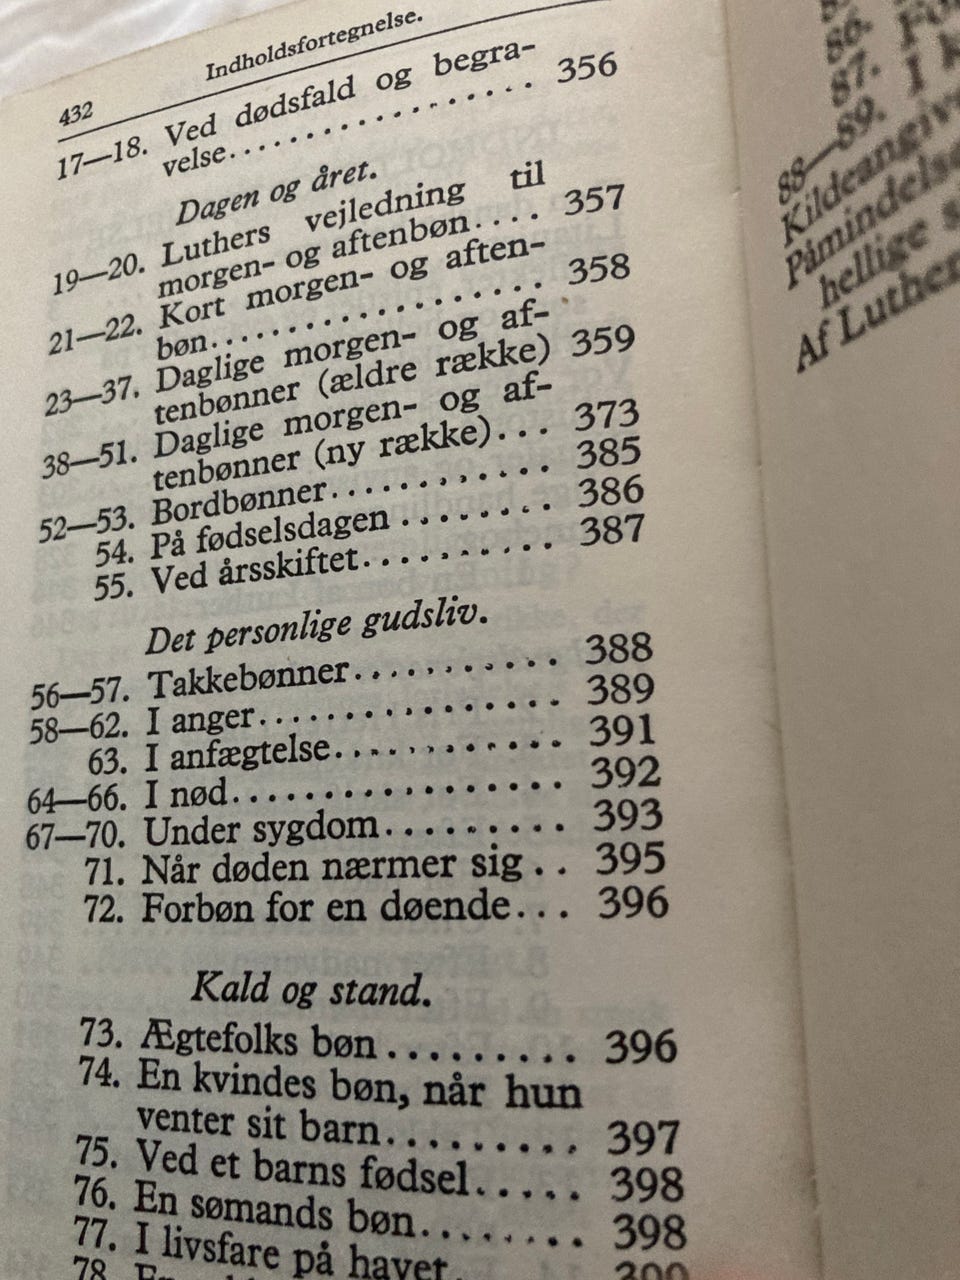 432
Indholdsfortegnelse.
17—18. Ved dødsfald og begra-
velse................ 356
Dagen og året.
19—20. Luthers vejledning til
morgen- og aftenbøn.... 357
21—22. Kort morgen- og aften-
bøn................. 358
23—37. Daglige morgen- og af-
tenbønner (ældre række) 359
38—51. Daglige morgen- og af-
tenbønner (ny række)... 373
52—53. Bordbønner........... 385
54. På fødselsdagen ........ 386
55. Ved årsskiftet.......... 387
Det personlige gudsliv.
56—57. Takkebønner........... 388
58—62. I anger................ 389
63. I anfægtelse............ 391
64—66. I nød................. 392
67—70. Under sygdom......... 393
71. Når døden nærmer sig.. 395
72. Forbøn for en døende... 396
Kald og stand.
73. Ægtefolks bøn......... 396
74. En kvindes bøn, når hun
venter sit barn......... 397
75. Ved et barns fødsel..... 398
76. En sømands bøn........ 398
77. I livsfare på havet.
78.
86.
87. I
88—89.
Kildeangiv
Påmindelse
hellige
Af Luther